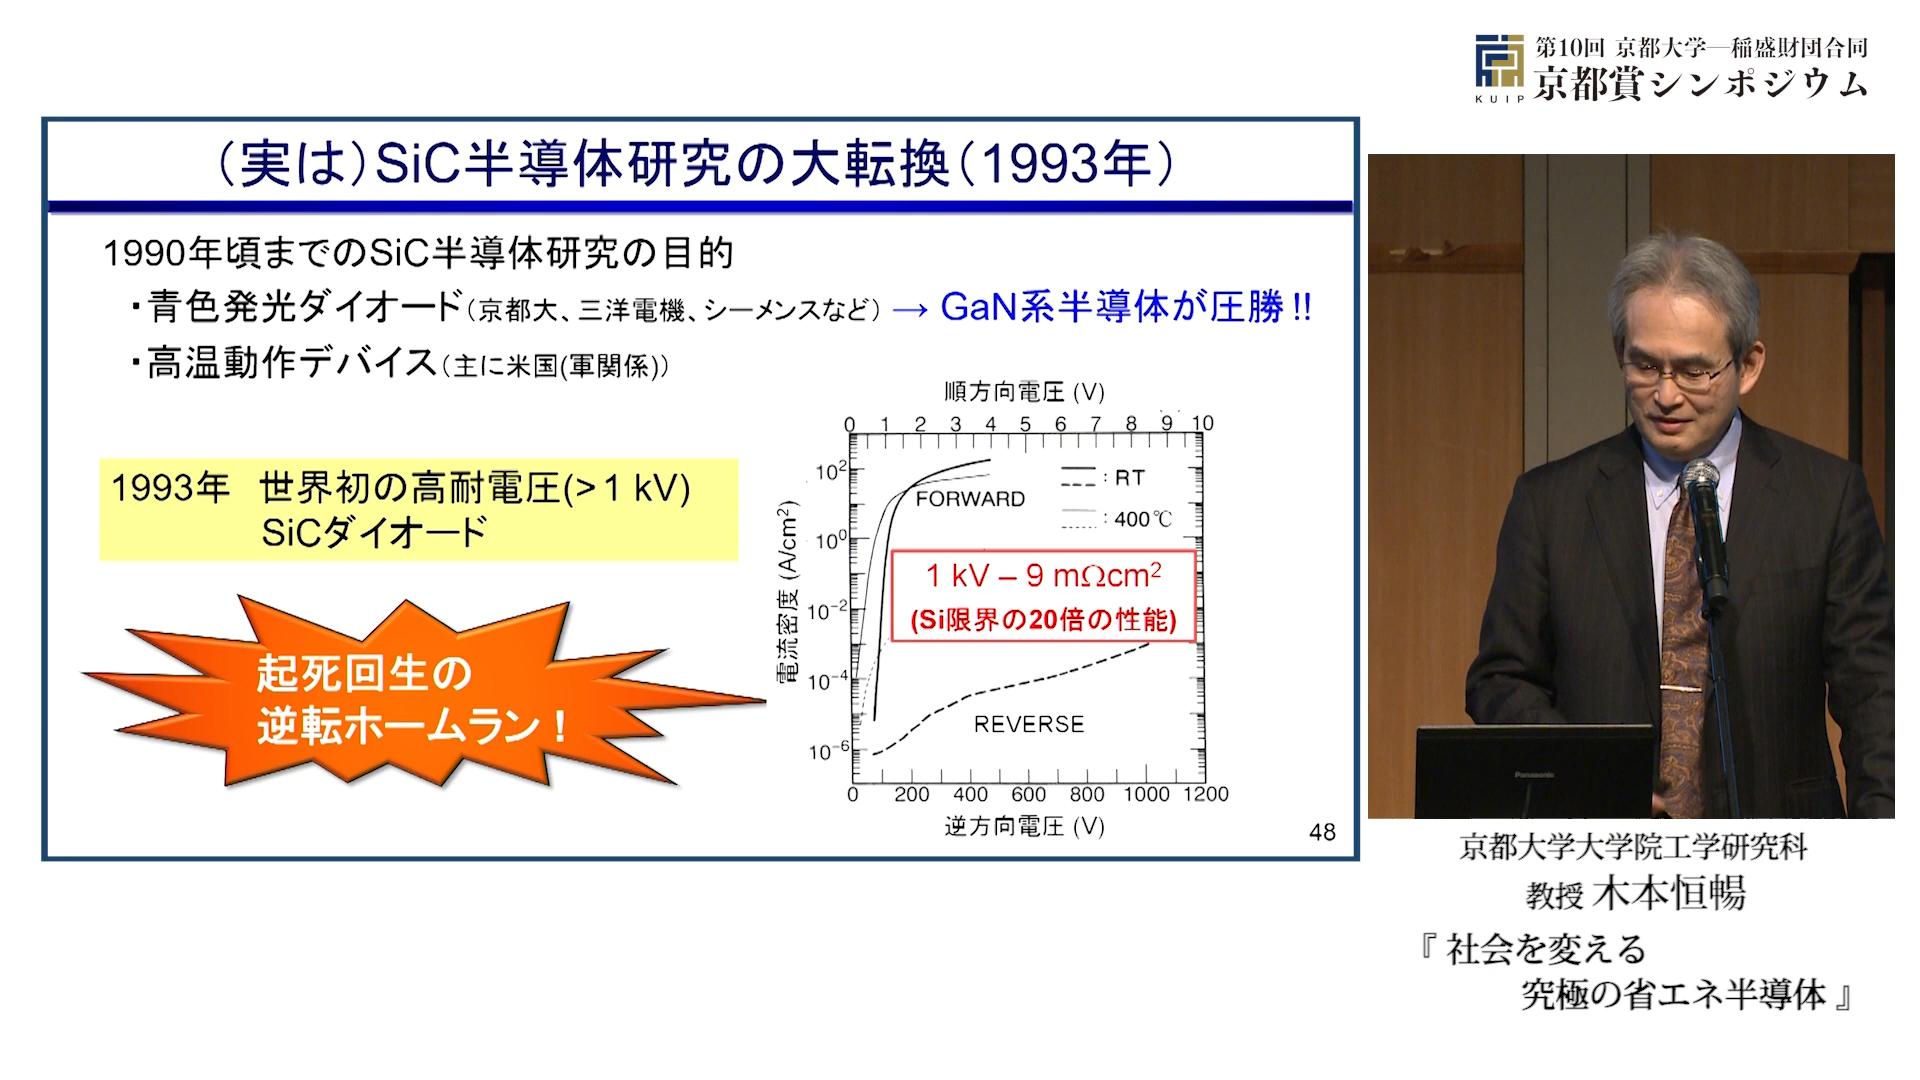 第10回 京都大学―稲盛財団合同
京都賞シンポジウム
KUIP
（実は）SiC半導体研究の大転換（1993年）
1990年頃までのSiC半導体研究の目的
・青色発光ダイオード（京都大、三洋電機、シーメンスなど） → GaN系半導体が圧勝!!
・高温動作デバイス（主に米国(軍関係)）
1993年 世界初の高耐電圧(> 1 kV)
SiCダイオード
起死回生の
逆転ホームラン！
順方向電圧 (V)
0 1 2 3 4 5 6 7 8 9 10
電流密度 (A/cm²)
10²
10⁰
10⁻²
10⁻⁴
10⁻⁶
FORWARD
: RT
: 400℃
1 kV – 9 mΩcm²
(Si限界の20倍の性能)
REVERSE
0 200 400 600 800 1000 1200
逆方向電圧 (V)
48
Panasonic
京都大学大学院工学研究科
教授 木本恒暢
『 社会を変える
究極の省エネ半導体 』